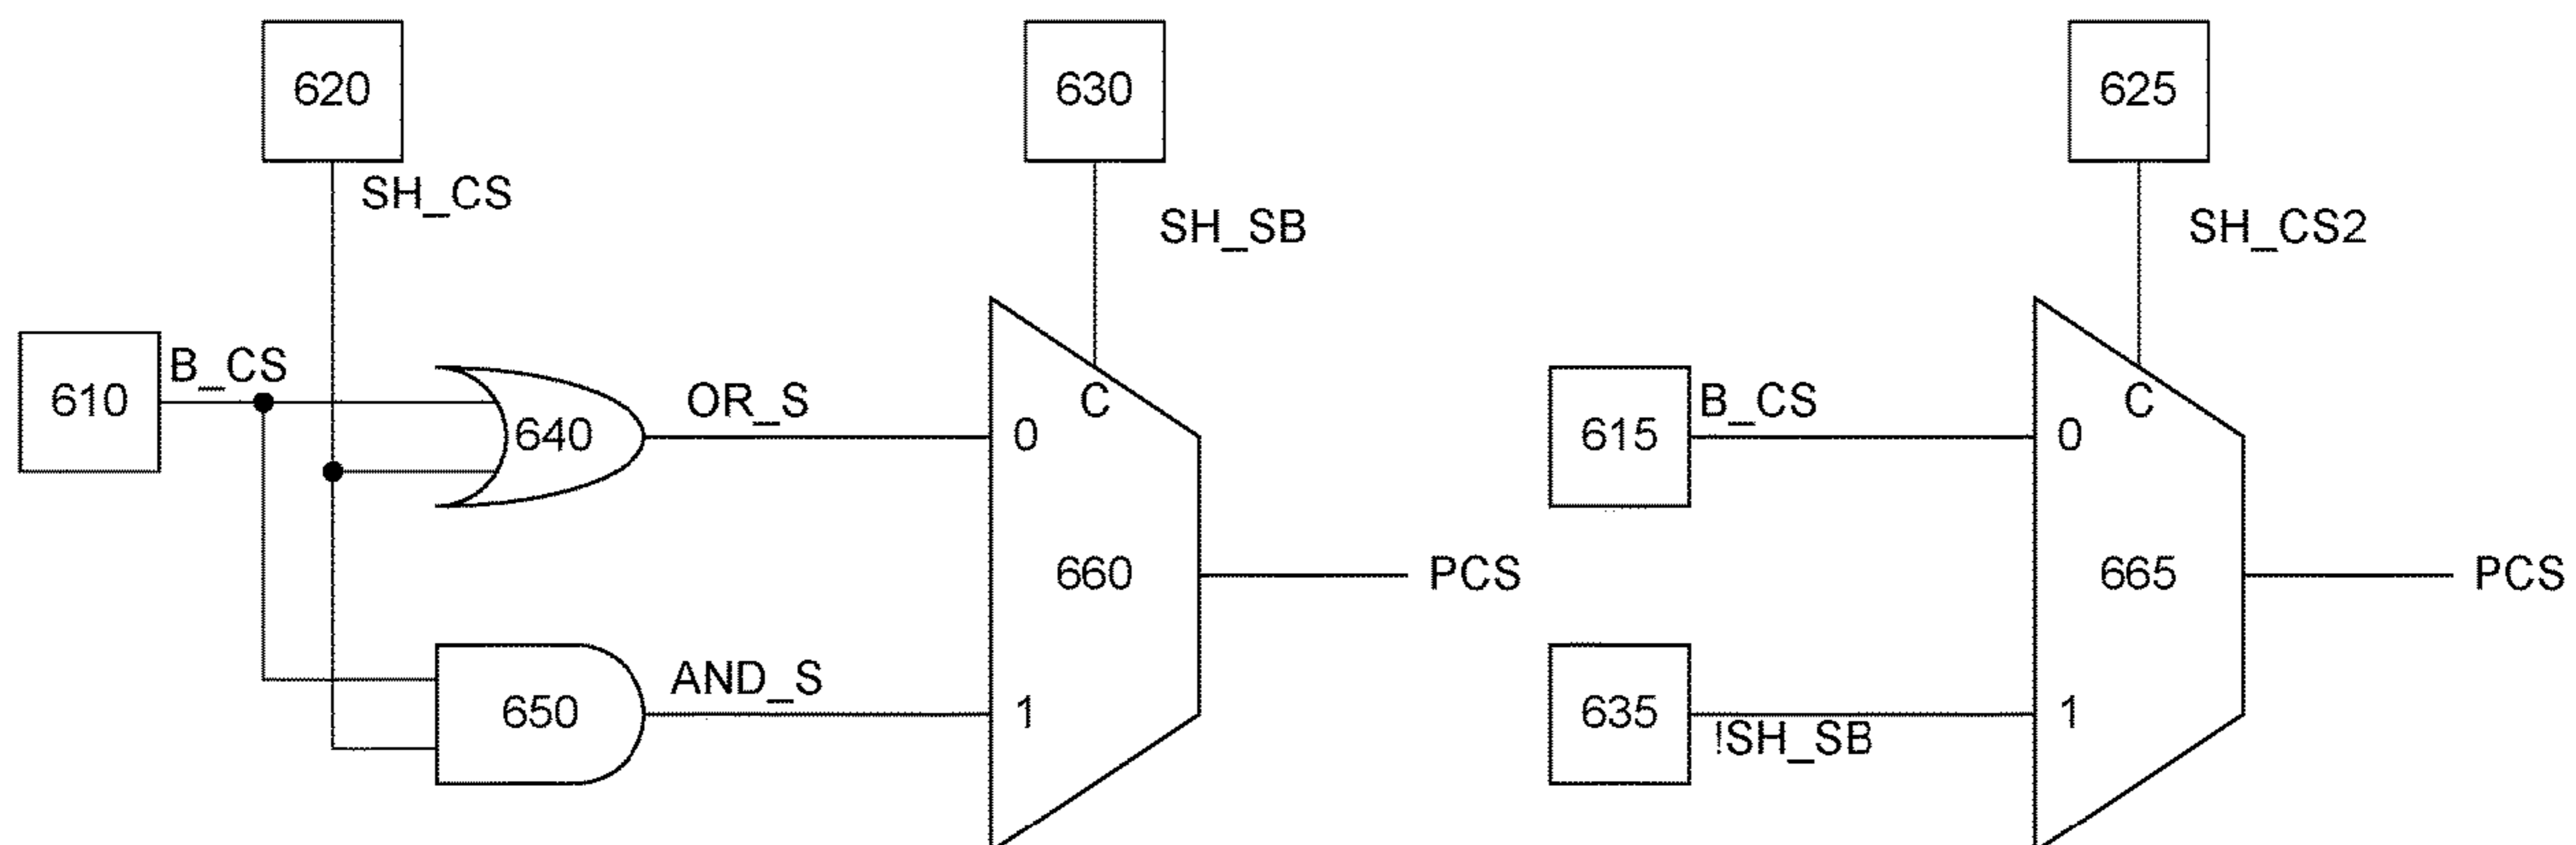 620
630
625
SH_CS
SH_SB
SH_CS2
610
B_CS
640
OR_S
0
C
660
1
PCS
650
AND_S
615
B_CS
0
C
665
1
PCS
635
!SH_SB